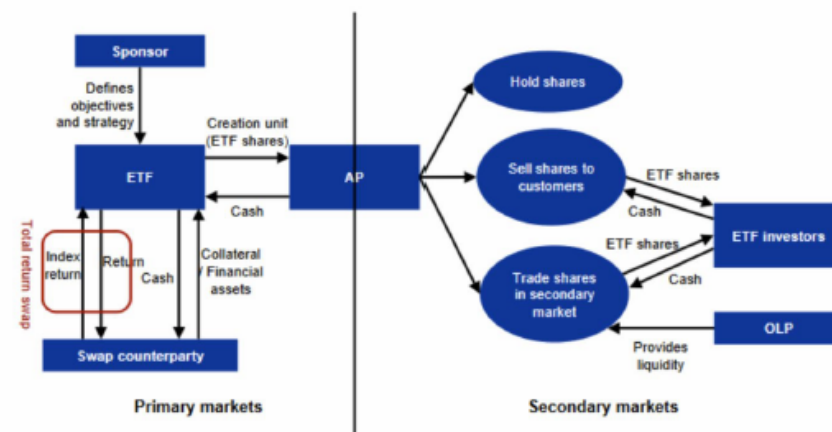 Sponsor
Defines
objectives
and strategy
Creation unit
(ETF shares)
ETF
AP
Cash
Total return swap
Index
return
Return
Cash
Collateral
/ Financial
assets
Swap counterparty
Primary markets
Hold shares
Sell shares to
customers
ETF shares
Cash
ETF shares
ETF investors
Trade shares
in secondary
market
Cash
OLP
Provides
liquidity
Secondary markets